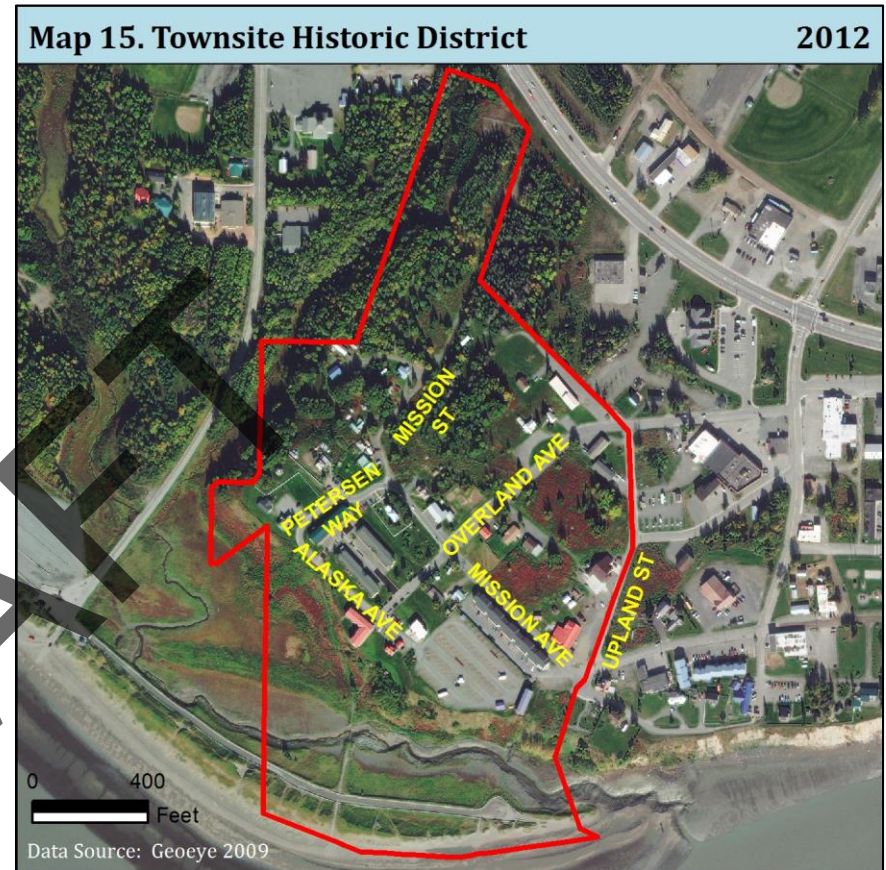 Map 15. Townsite Historic District 2012
MISSION
ST
PETERSEN
WAY
OVERLAND AVE
ALASKA AVE
MISSION AVE
UPLAND ST
0 400
Feet
Data Source: Geoeye 2009